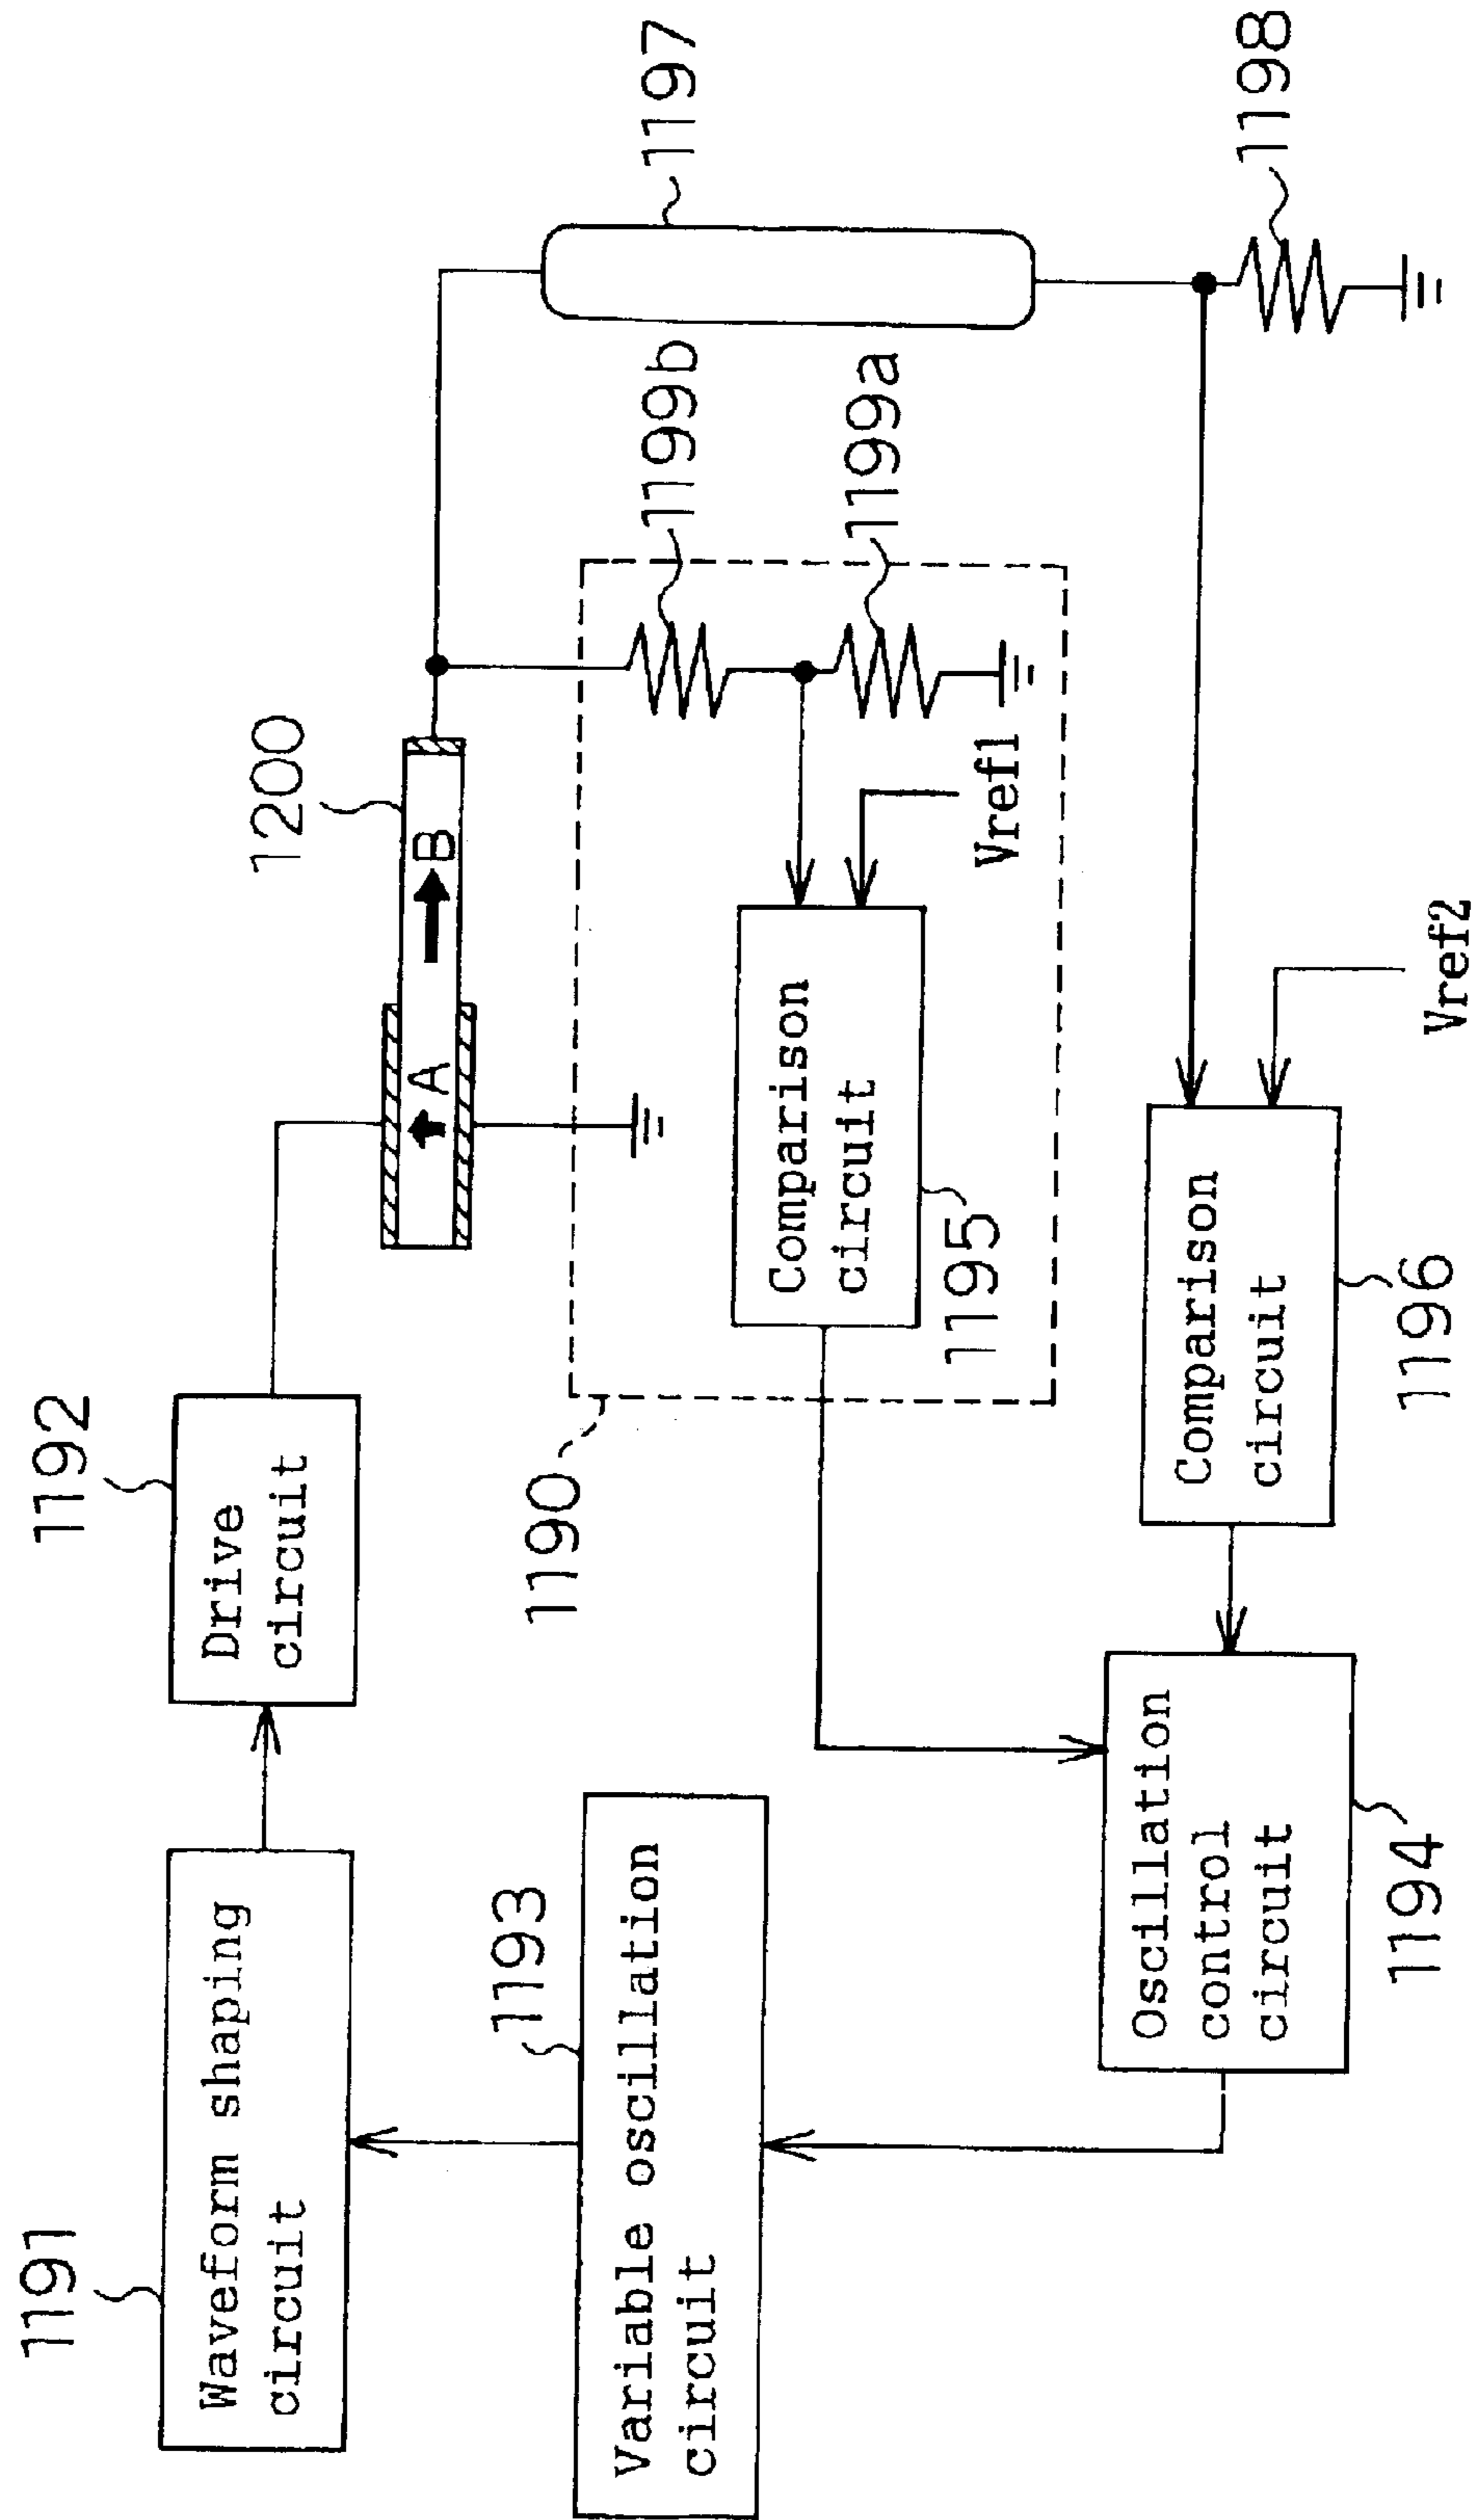 1191
Waveform shaping
circuit
1192
Drive
circuit
1200
A
B
1193
Variable oscillation
circuit
1190
Comparison
circuit
1195
Vref1
1199b
1199a
1197
Oscillation
control
circuit
1194
Comparison
circuit
1196
Vref2
1198